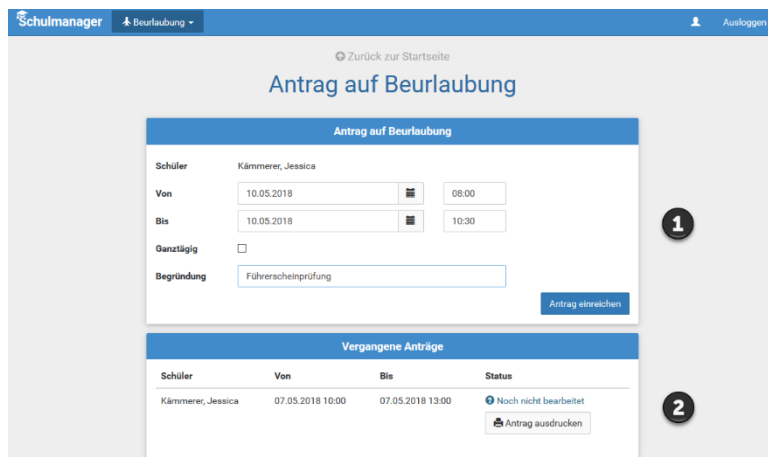 Schulmanager Beurlaubung Ausloggen
Zurück zur Startseite
Antrag auf Beurlaubung
Antrag auf Beurlaubung
Schüler Kämmerer, Jessica
Von 10.05.2018 08:00
Bis 10.05.2018 10:30
1
Ganztägig
Begründung Führerscheinprüfung
Antrag einreichen
Vergangene Anträge
Schüler Von Bis Status
Kämmerer, Jessica 07.05.2018 10:00 07.05.2018 13:00 Noch nicht bearbeitet
2
Antrag ausdrucken